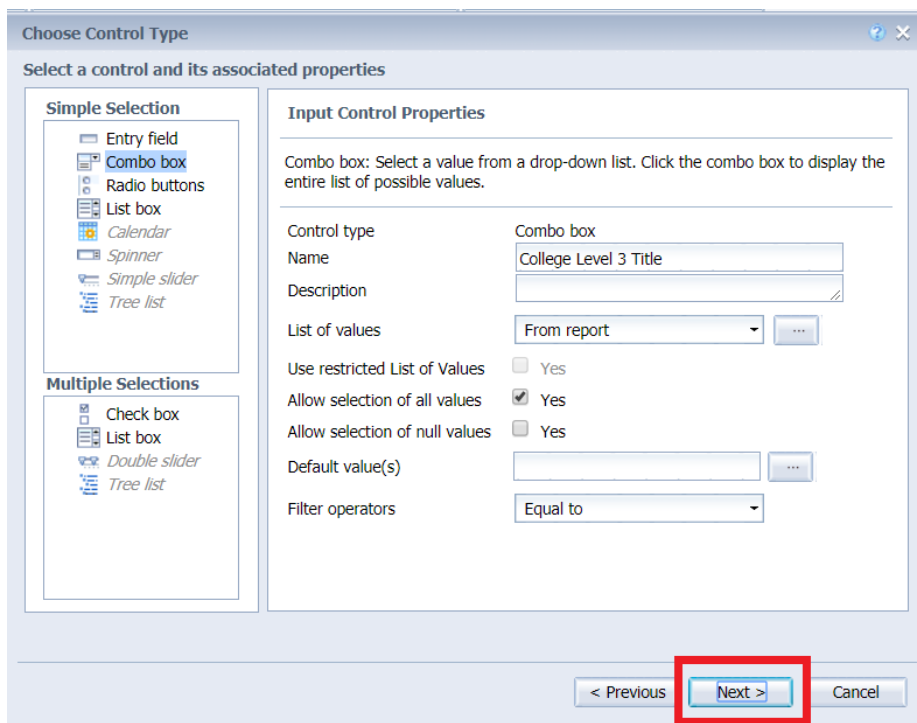 Choose Control Type
?
Select a control and its associated properties
Simple Selection
Entry field
Combo box
Radio buttons
List box
Calendar
Spinner
Simple slider
Tree list
Multiple Selections
Check box
List box
Double slider
Tree list
Input Control Properties
Combo box: Select a value from a drop-down list. Click the combo box to display the
entire list of possible values.
Control type Combo box
Name College Level 3 Title
Description
List of values From report ...
Use restricted List of Values Yes
Allow selection of all values Yes
Allow selection of null values Yes
Default value(s) ...
Filter operators Equal to
< Previous Next > Cancel